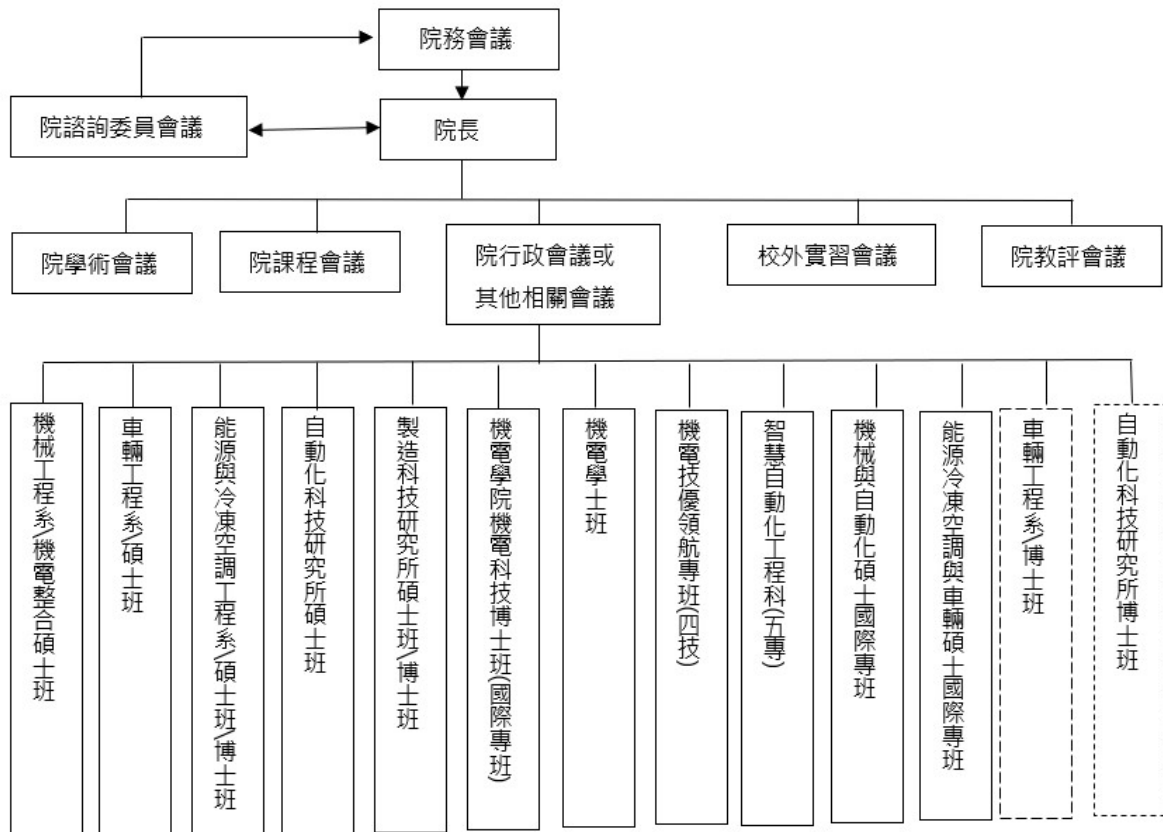 院務會議
院諮詢委員會議
院長
院學術會議
院課程會議
院行政會議或
其他相關會議
校外實習會議
院教評會議
機械工程系\機電整合碩士班
車輛工程系\碩士班
能源與冷凍空調工程系\碩士班\博士班
自動化科技研究所碩士班
製造科技研究所碩士班\博士班
機電學院機電科技博士班(國際專班)
機電學士班
機電技優領航專班(四技)
智慧自動化工程科(五專)
機械與自動化碩士國際專班
能源冷凍空調與車輛碩士國際專班
車輛工程系\博士班
自動化科技研究所博士班